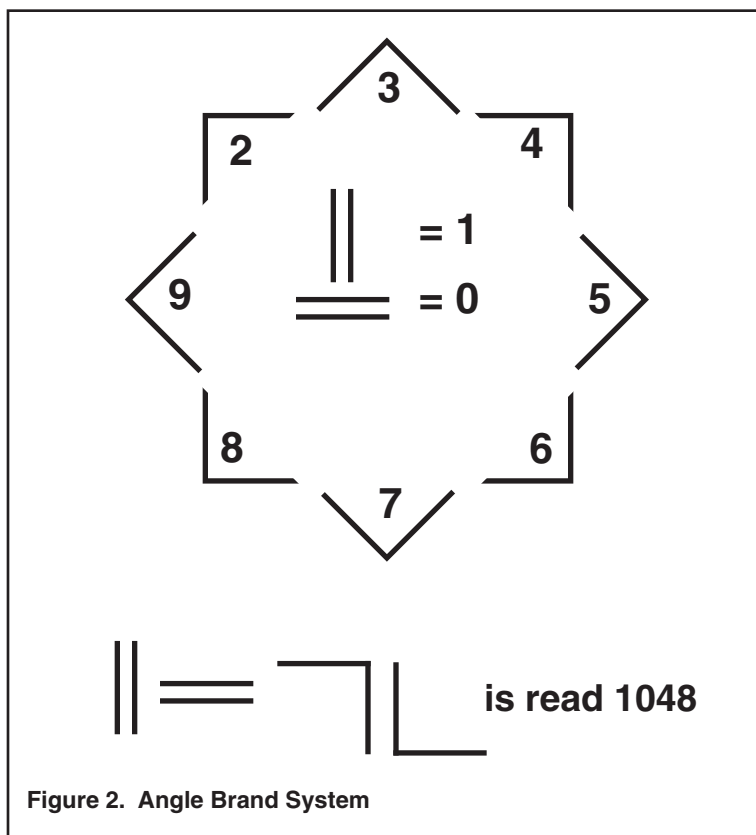 3
2 4
= 1
9 = 0 5
8 6
7
is read 1048
Figure 2. Angle Brand System